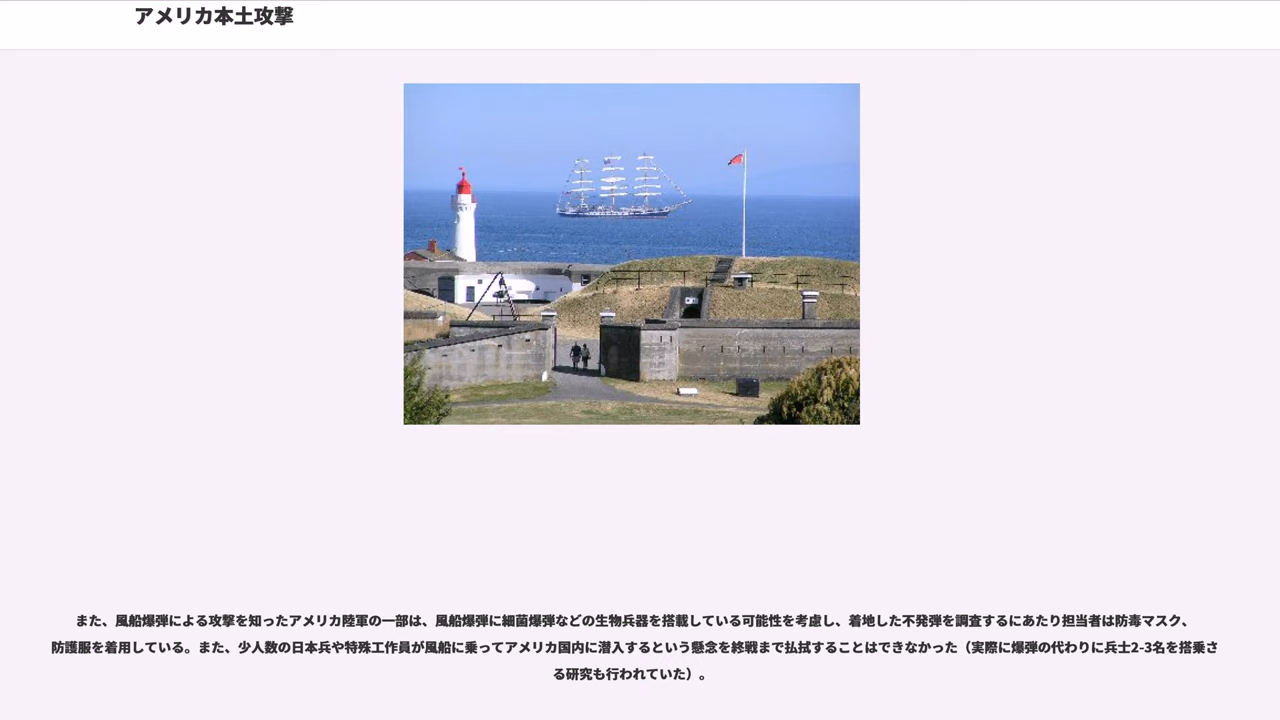 アメリカ本土攻撃
また、風船爆弾による攻撃を知ったアメリカ陸軍の一部は、風船爆弾に細菌爆弾などの生物兵器を搭載している可能性を考慮し、着地した不発弾を調査するにあたり担当者は防毒マスク、
防護服を着用している。また、少人数の日本兵や特殊工作員が風船に乗ってアメリカ国内に潜入するという懸念を終戦まで払拭することはできなかった（実際に爆弾の代わりに兵士2-3名を搭乗さ
る研究も行われていた）。